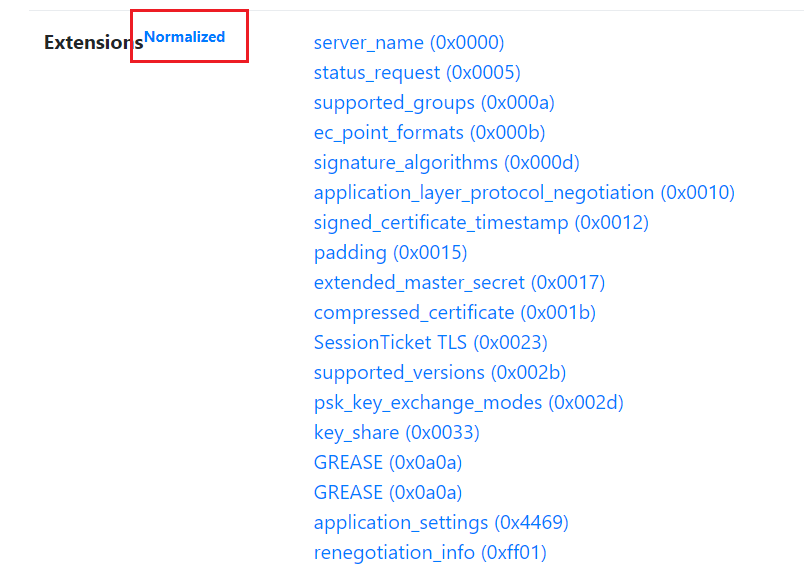 Extensions Normalized server_name (0x0000)
status_request (0x0005)
supported_groups (0x000a)
ec_point_formats (0x000b)
signature_algorithms (0x000d)
application_layer_protocol_negotiation (0x0010)
signed_certificate_timestamp (0x0012)
padding (0x0015)
extended_master_secret (0x0017)
compressed_certificate (0x001b)
SessionTicket TLS (0x0023)
supported_versions (0x002b)
psk_key_exchange_modes (0x002d)
key_share (0x0033)
GREASE (0x0a0a)
GREASE (0x0a0a)
application_settings (0x4469)
renegotiation_info (0xff01)